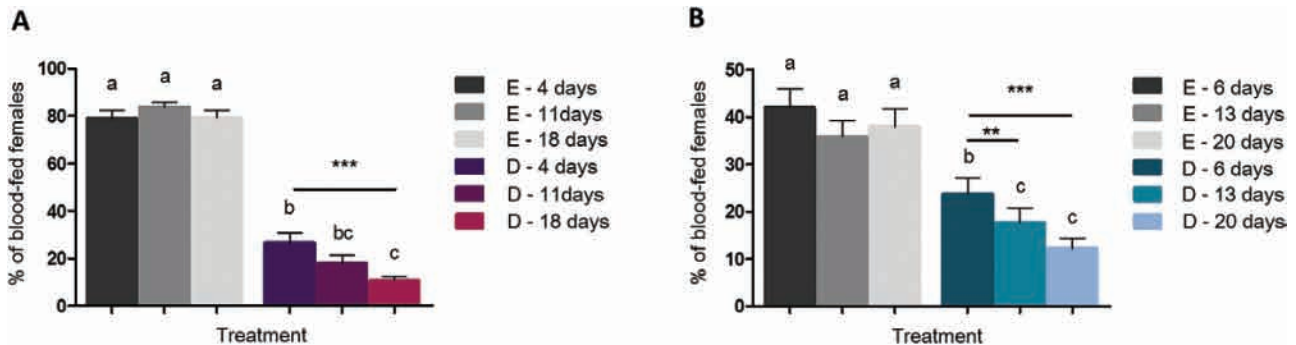 A
% of blood-fed females
100
80
60
40
20
0
a a a
***
b
bc
c
Treatment
E - 4 days
E - 11days
E - 18 days
D - 4 days
D - 11days
D - 18 days
B
% of blood-fed females
50
40
30
20
10
0
a
a
a
***
**
b
c
c
Treatment
E - 6 days
E - 13 days
E - 20 days
D - 6 days
D - 13 days
D - 20 days